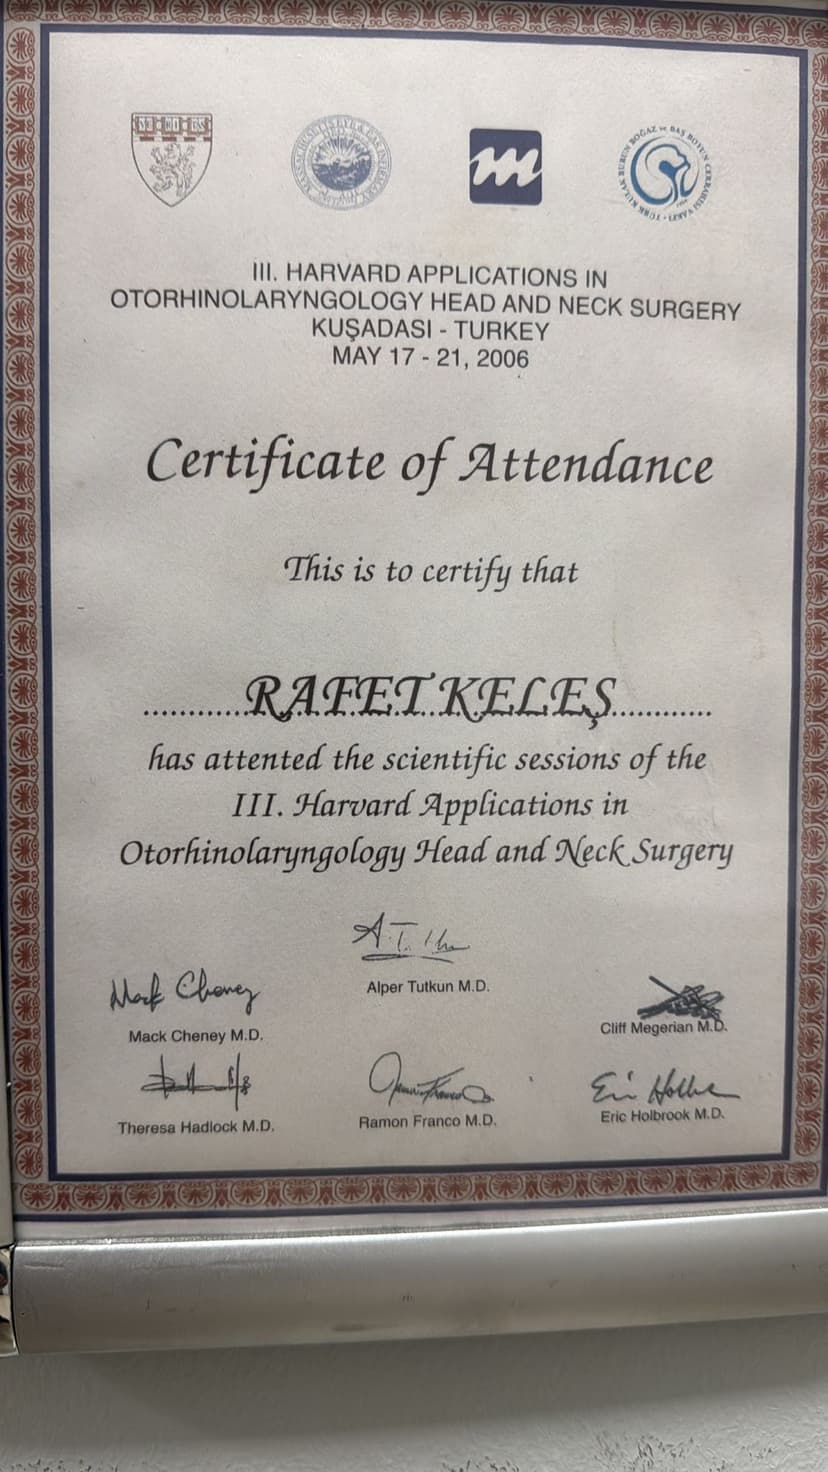 III. HARVARD APPLICATIONS IN
OTORHINOLARYNGOLOGY HEAD AND NECK SURGERY
KUŞADASI - TURKEY
MAY 17 - 21, 2006
Certificate of Attendance
This is to certify that
RAFET KELEŞ
has attented the scientific sessions of the
III. Harvard Applications in
Otorhinolaryngology Head and Neck Surgery
Alper Tutkun M.D.
Mack Cheney
Mack Cheney M.D.
Cliff Megerian M.D.
Theresa Hadlock M.D.
Ramon Franco M.D.
Eric Holbrook M.D.